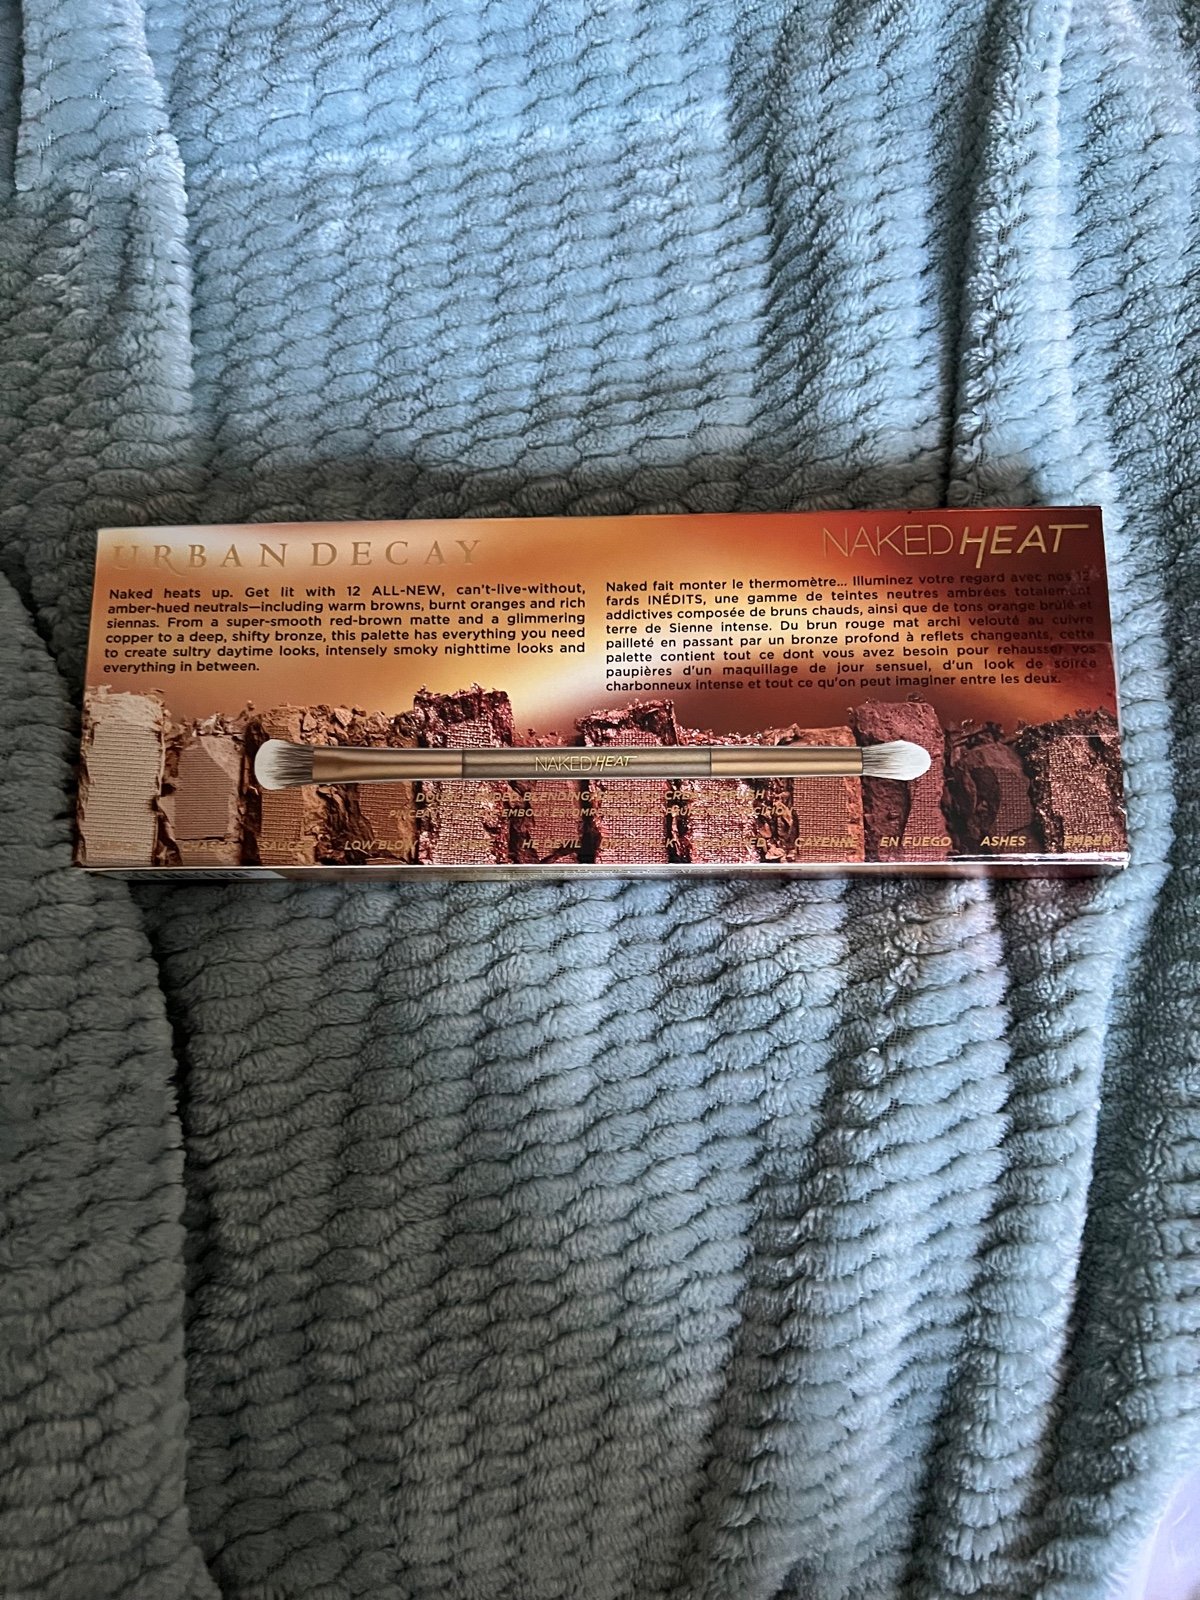 URBAN DECAY
NAKED HEAT
Naked heats up. Get lit with 12 ALL-NEW, can't-live-without,
amber-hued neutrals—including warm browns, burnt oranges and rich
siennas. From a super-smooth red-brown matte and a glimmering
copper to a deep, shifty bronze, this palette has everything you need
to create sultry daytime looks, intensely smoky nighttime looks and
everything in between.
Naked fait monter le thermomètre... Illuminez votre regard avec nos 12
fards INÉDITS, une gamme de teintes neutres ambrées totalement
addictives composée de bruns chauds, ainsi que de tons orange brûlé et
terre de Sienne intense. Du brun rouge mat archi velouté au cuivre
pailleté en passant par un bronze profond à reflets changeants, cette
palette contient tout ce dont vous avez besoin pour rehausser vos
paupières d'un maquillage de jour sensuel, d'un look de soirée
charbonneux intense et tout ce qu'on peut imaginer entre les deux.
NAKED HEAT
BLENDING
LOW BLOW HE DEVIL CAYENNE EN FUEGO ASHES EMBER